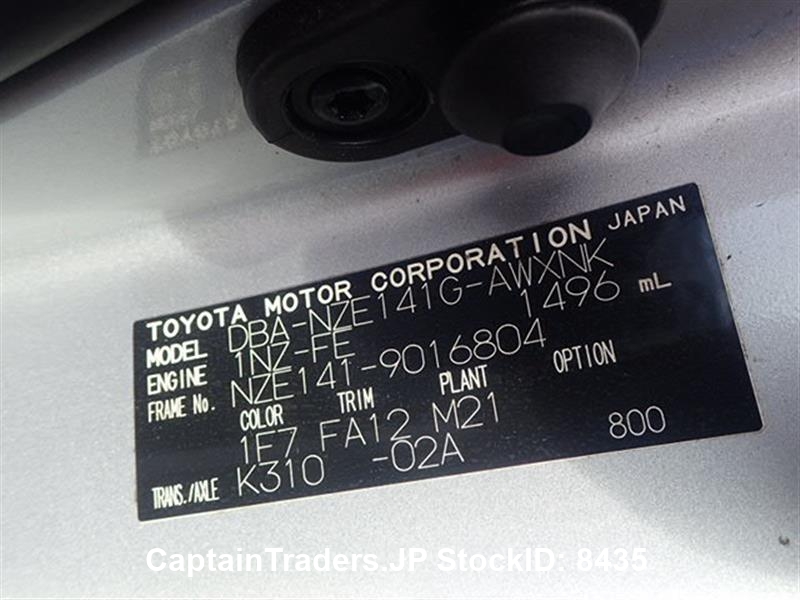 TOYOTA MOTOR CORPORATION JAPAN
MODEL DBA-NZE141G-AWXNK
ENGINE 1NZ-FE 1496 mL
FRAME No. NZE141-9016804
COLOR TRIM PLANT OPTION
1F7 FA12 M21
TRANS./AXLE K310 -02A 800
CaptainTraders.JP StockID: 8435